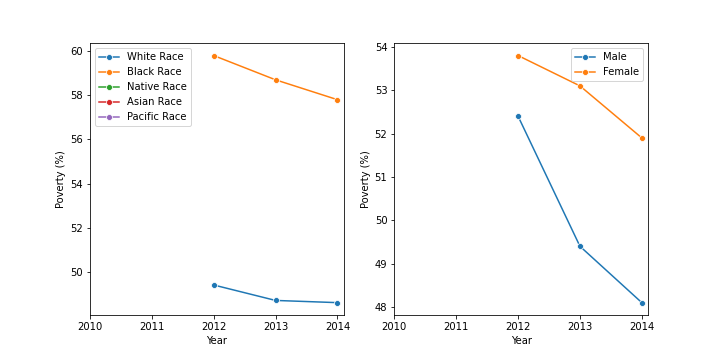 White Race
Black Race
Native Race
Asian Race
Pacific Race
60
58
56
54
52
50
Poverty (%)
2010 2011 2012 2013 2014
Year
Male
Female
54
53
52
51
50
49
48
Poverty (%)
2010 2011 2012 2013 2014
Year